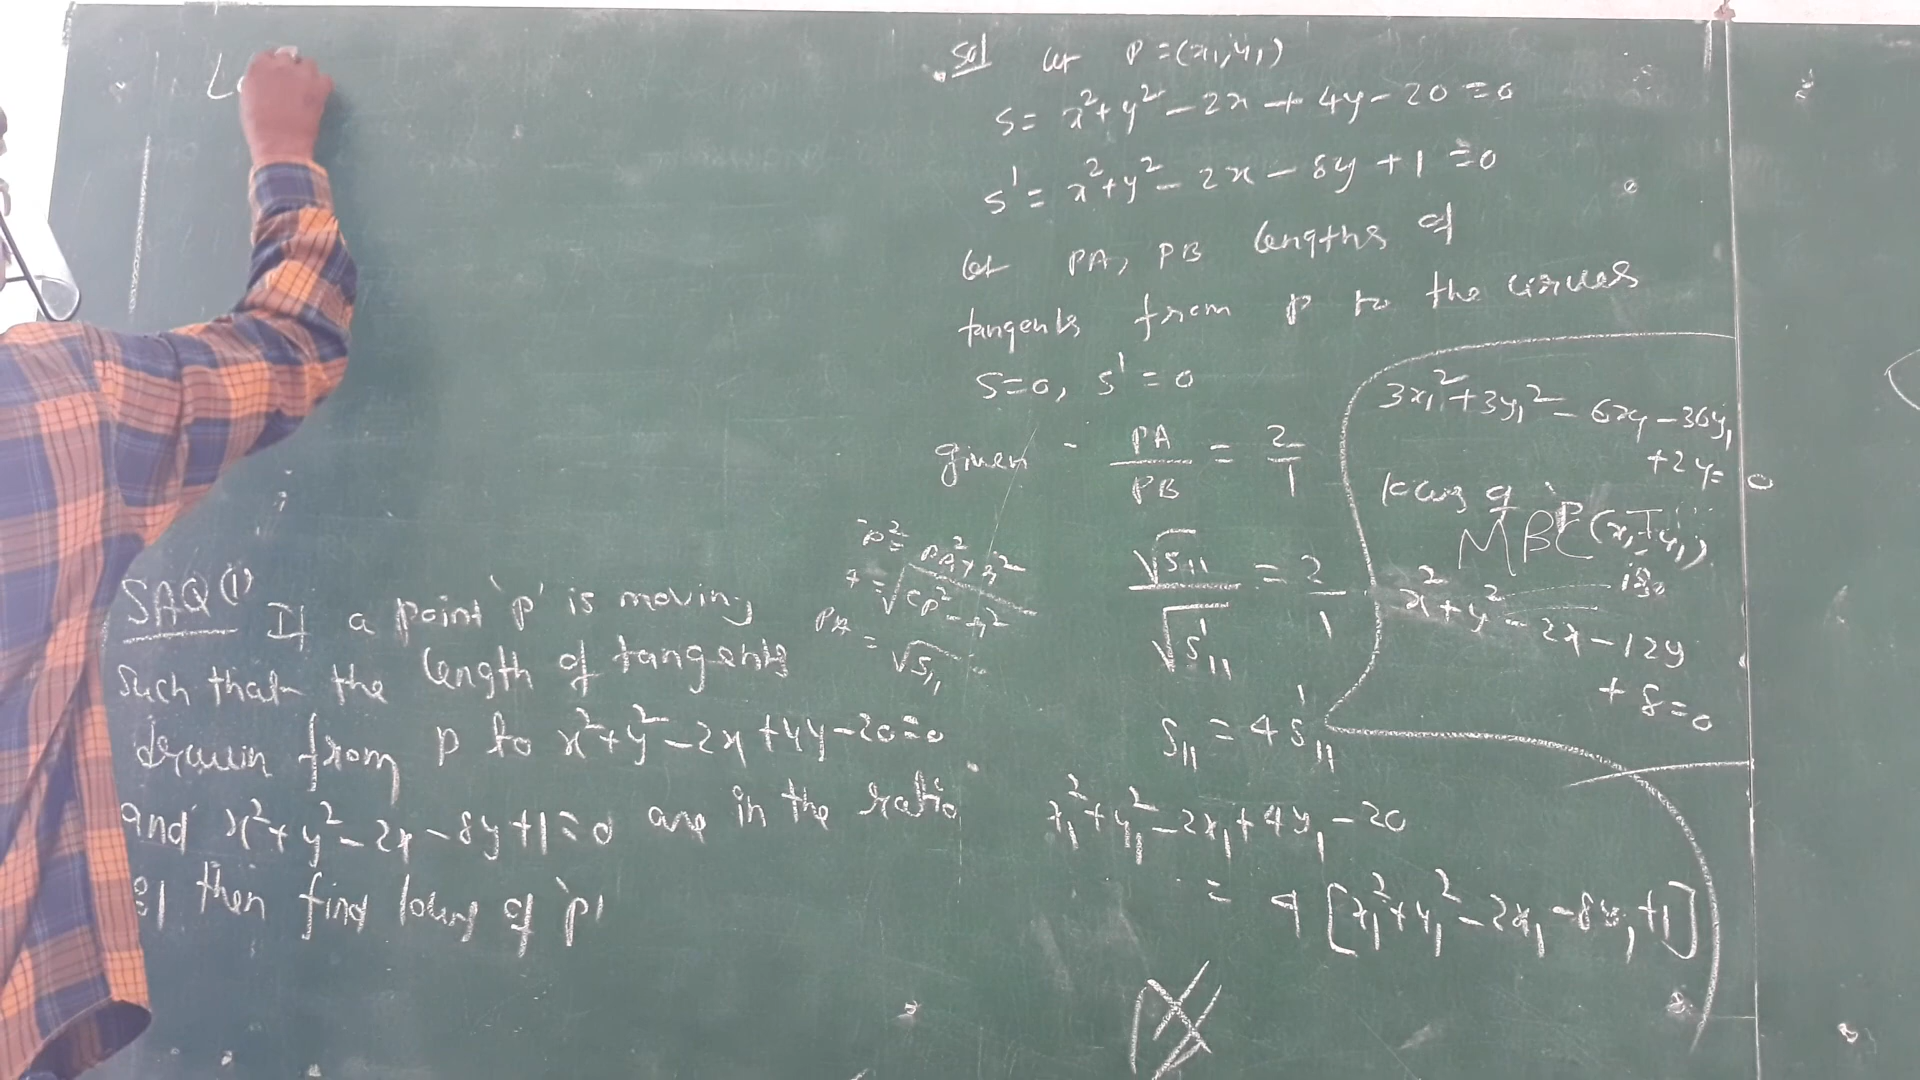 L
SAQ (1) If a point 'p' is moving
such that the length of tangents
drawn from p to x²+y²-2x+4y-20=0
and x²+y²-2x-8y+1=0 are in the ratio
2:1 then find locus of 'p'
PA = √S₁₁
Sol let P=(x₁,y₁)
S= x²+y²-2x+4y-20=0
S'= x²+y²-2x-8y+1=0
let PA, PB lengths of
tangents from P to the circles
S=0, S'=0
given PA/PB = 2/1
√S₁₁/√S'₁₁ = 2/1
S₁₁ = 4S'₁₁
x₁²+y₁²-2x₁+4y₁-20
= 4[x₁²+y₁²-2x₁-8y₁+1]
3x₁²+3y₁²-6x₁-36y₁
+24=0
locus of P(x₁,y₁)
is
x²+y²-2x-12y
+8=0